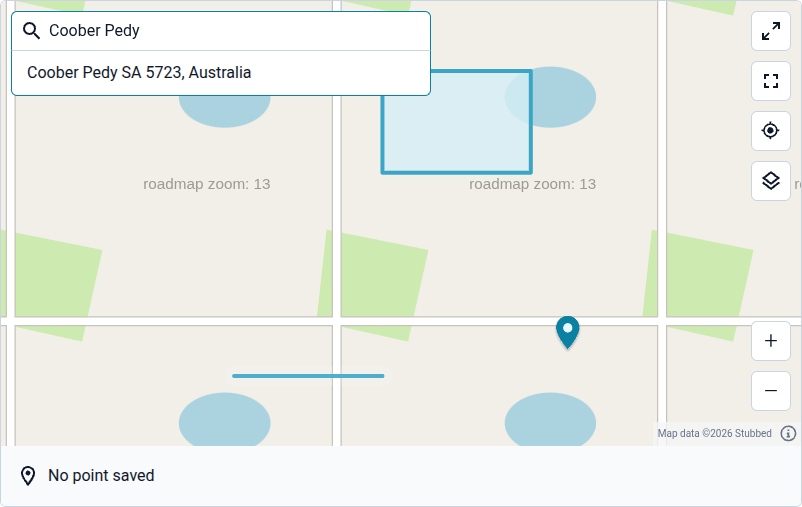 Coober Pedy
Coober Pedy SA 5723, Australia
roadmap zoom: 13
roadmap zoom: 13
Map data ©2026 Stubbed
No point saved